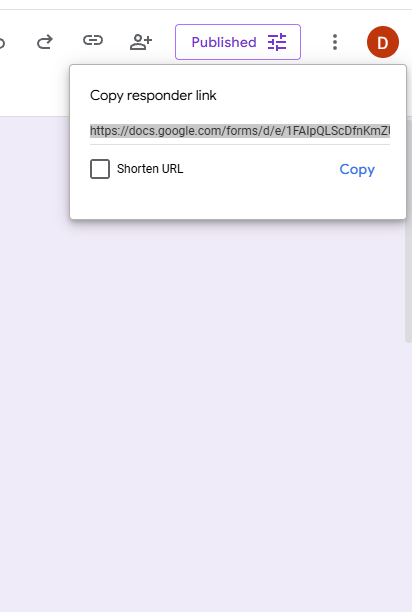 Published
D
Copy responder link
https://docs.google.com/forms/d/e/1FAIpQLScDfnKmZ
Shorten URL
Copy